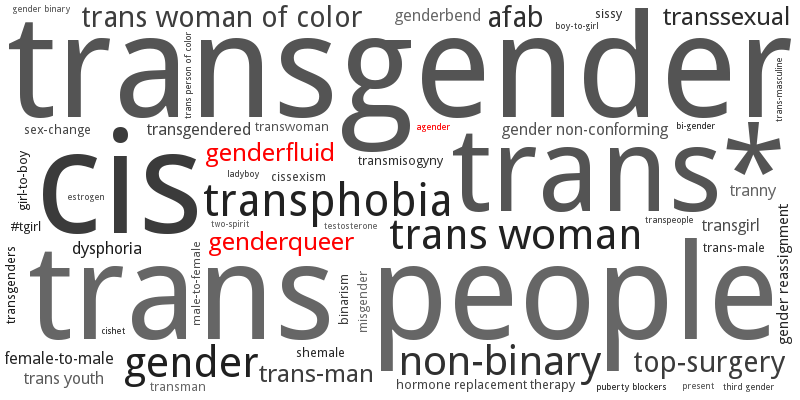 gender binary
trans woman of color
genderbend
afab
sissy
boy-to-girl
transsexual
transgender
trans person of color
trans-masculine
sex-change
transgendered
transwoman
agender
gender non-conforming
bi-gender
cis
genderfluid
transmisogyny
trans*
girl-to-boy
ladyboy
cissexism
estrogen
transphobia
tranny
#tgirl
two-spirit
testosterone
transpeople
transgirl
dysphoria
genderqueer
trans woman
trans-male
gender reassignment
transgenders
trans people
male-to-female
binarism
misgender
cishet
female-to-male
gender
shemale
non-binary
top-surgery
trans youth
transman
trans-man
hormone replacement therapy
puberty blockers
present
third gender